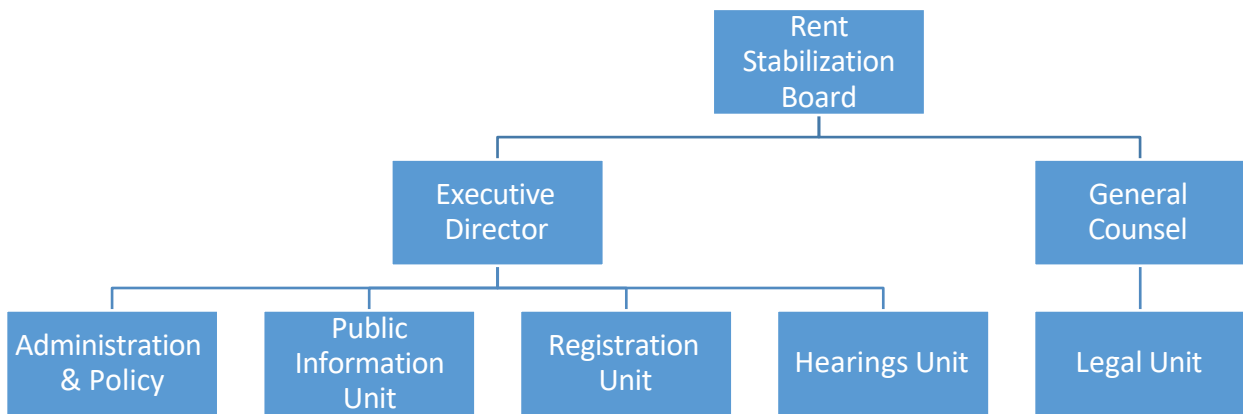 Rent
Stabilization
Board
Executive
Director
General
Counsel
Administration
& Policy
Public
Information
Unit
Registration
Unit
Hearings Unit
Legal Unit